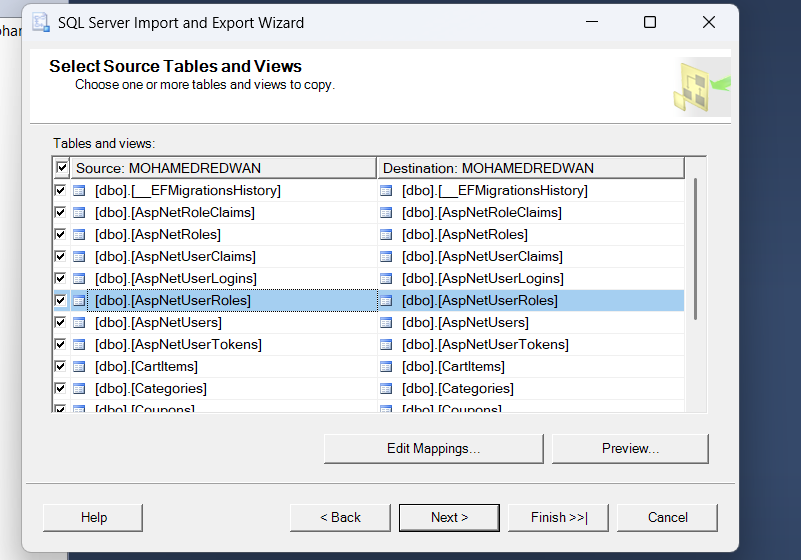 SQL Server Import and Export Wizard
Select Source Tables and Views
Choose one or more tables and views to copy.
Tables and views:
Source: MOHAMEDREDWAN Destination: MOHAMEDREDWAN
[dbo].[__EFMigrationsHistory] [dbo].[__EFMigrationsHistory]
[dbo].[AspNetRoleClaims] [dbo].[AspNetRoleClaims]
[dbo].[AspNetRoles] [dbo].[AspNetRoles]
[dbo].[AspNetUserClaims] [dbo].[AspNetUserClaims]
[dbo].[AspNetUserLogins] [dbo].[AspNetUserLogins]
[dbo].[AspNetUserRoles] [dbo].[AspNetUserRoles]
[dbo].[AspNetUsers] [dbo].[AspNetUsers]
[dbo].[AspNetUserTokens] [dbo].[AspNetUserTokens]
[dbo].[CartItems] [dbo].[CartItems]
[dbo].[Categories] [dbo].[Categories]
[dbo].[Coupons] [dbo].[Coupons]
Edit Mappings... Preview...
Help < Back Next > Finish >>| Cancel